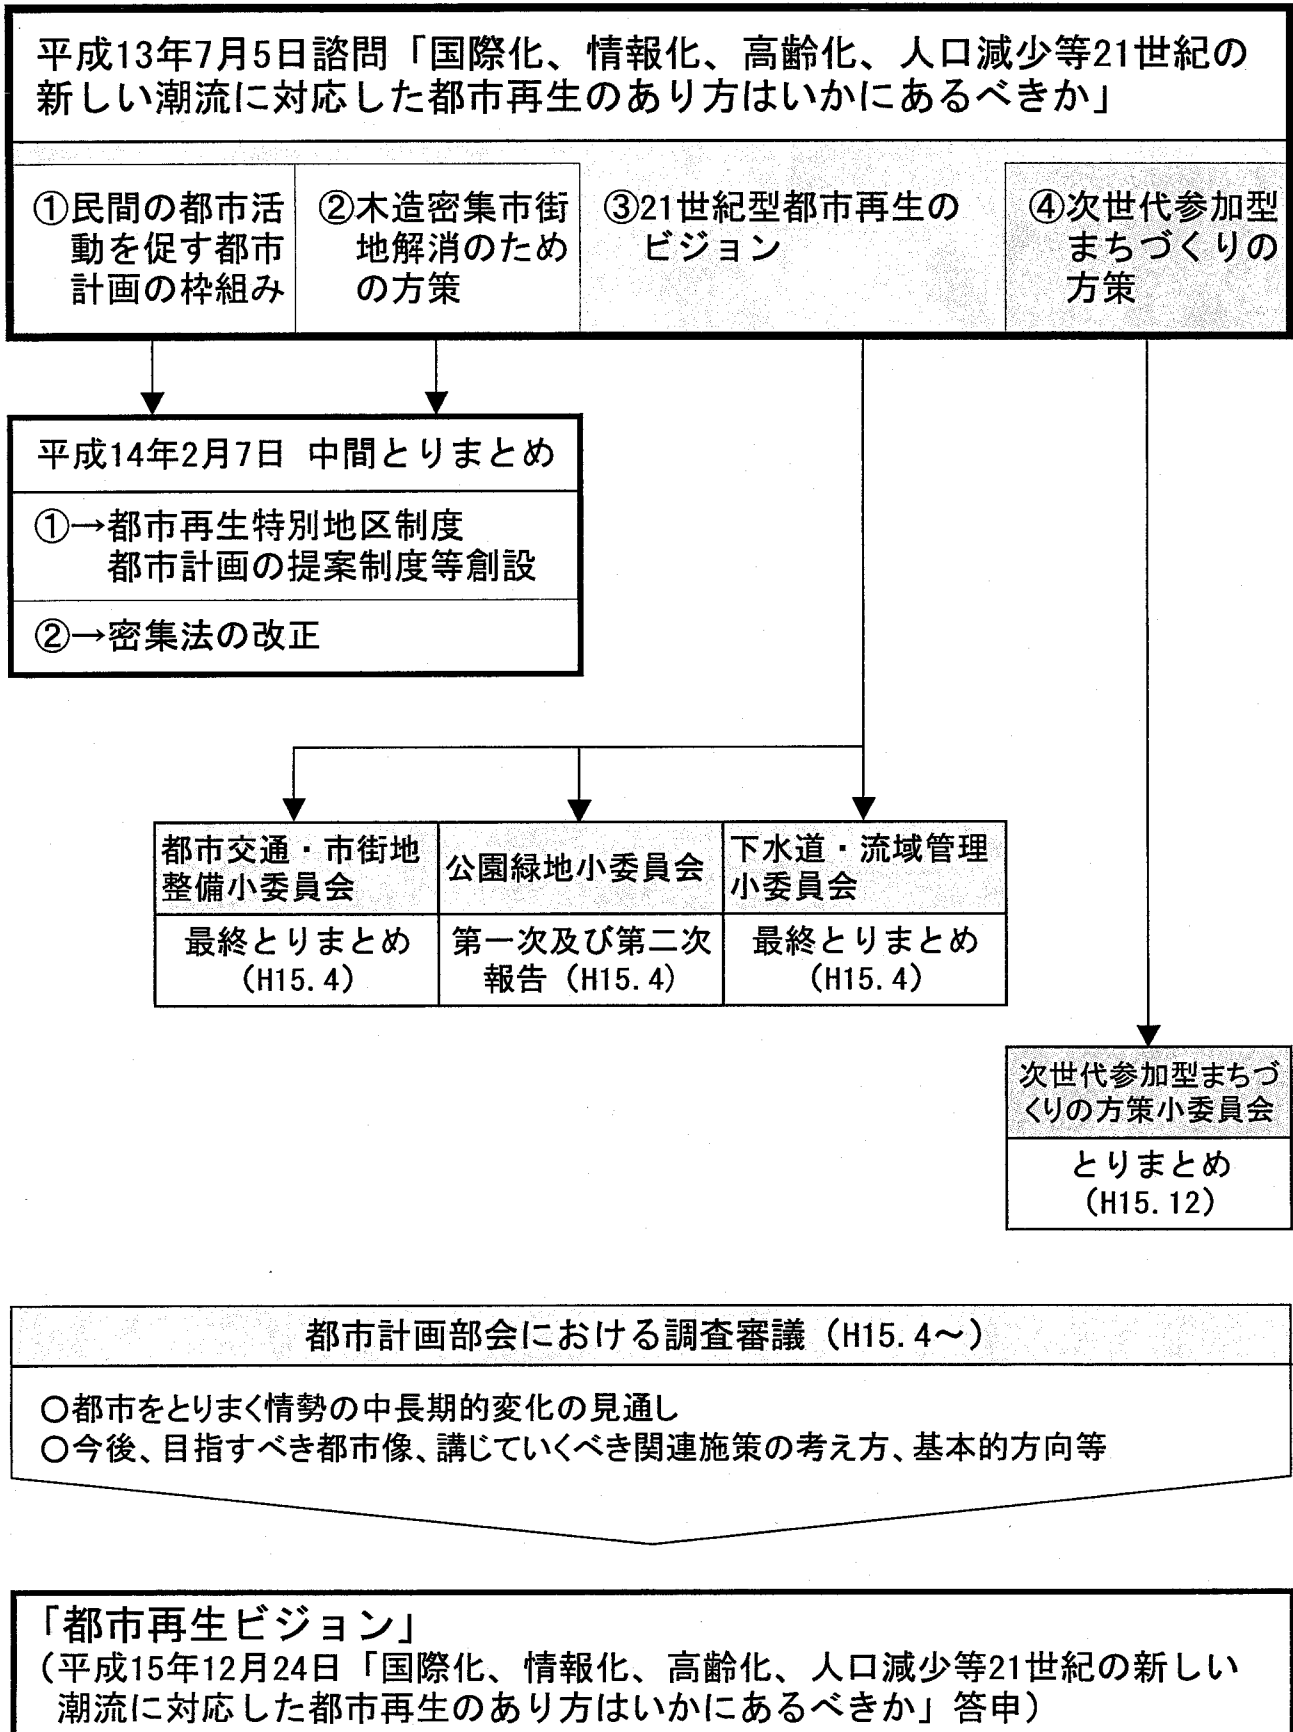 平成13年7月5日諮問「国際化、情報化、高齢化、人口減少等21世紀の
新しい潮流に対応した都市再生のあり方はいかにあるべきか」
①民間の都市活
動を促す都市
計画の枠組み
②木造密集市街
地解消のため
の方策
③21世紀型都市再生の
ビジョン
④次世代参加型
まちづくりの
方策
平成14年2月7日 中間とりまとめ
①→都市再生特別地区制度
都市計画の提案制度等創設
②→密集法の改正
都市交通・市街地
整備小委員会
最終とりまとめ
(H15.4)
公園緑地小委員会
第一次及び第二次
報告(H15.4)
下水道・流域管理
小委員会
最終とりまとめ
(H15.4)
次世代参加型まちづ
くりの方策小委員会
とりまとめ
(H15.12)
都市計画部会における調査審議(H15.4~)
○都市をとりまく情勢の中長期的変化の見通し
○今後、目指すべき都市像、講じていくべき関連施策の考え方、基本的方向等
「都市再生ビジョン」
(平成15年12月24日「国際化、情報化、高齢化、人口減少等21世紀の新しい
潮流に対応した都市再生のあり方はいかにあるべきか」答申)